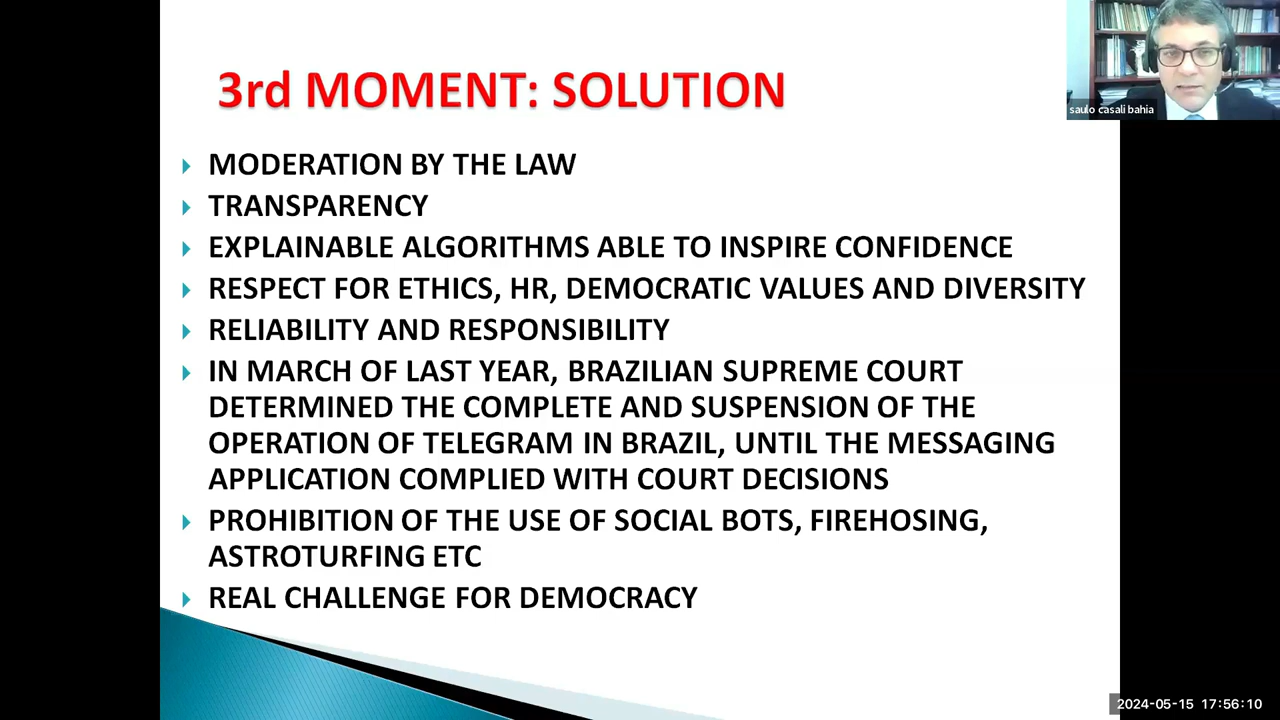 3rd MOMENT: SOLUTION
saulo casali bahia
MODERATION BY THE LAW
TRANSPARENCY
EXPLAINABLE ALGORITHMS ABLE TO INSPIRE CONFIDENCE
RESPECT FOR ETHICS, HR, DEMOCRATIC VALUES AND DIVERSITY
RELIABILITY AND RESPONSIBILITY
IN MARCH OF LAST YEAR, BRAZILIAN SUPREME COURT
DETERMINED THE COMPLETE AND SUSPENSION OF THE
OPERATION OF TELEGRAM IN BRAZIL, UNTIL THE MESSAGING
APPLICATION COMPLIED WITH COURT DECISIONS
PROHIBITION OF THE USE OF SOCIAL BOTS, FIREHOSING,
ASTROTURFING ETC
REAL CHALLENGE FOR DEMOCRACY
2024-05-15 17:56:10